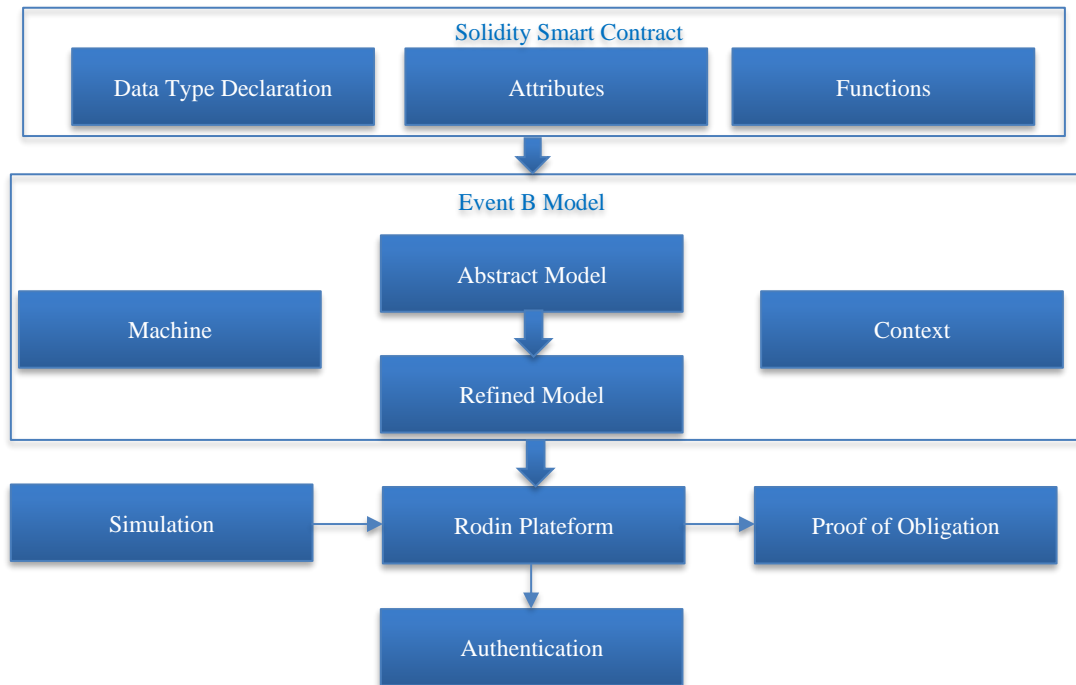 Solidity Smart Contract
Data Type Declaration
Attributes
Functions
Event B Model
Abstract Model
Machine
Context
Refined Model
Simulation
Rodin Plateform
Proof of Obligation
Authentication